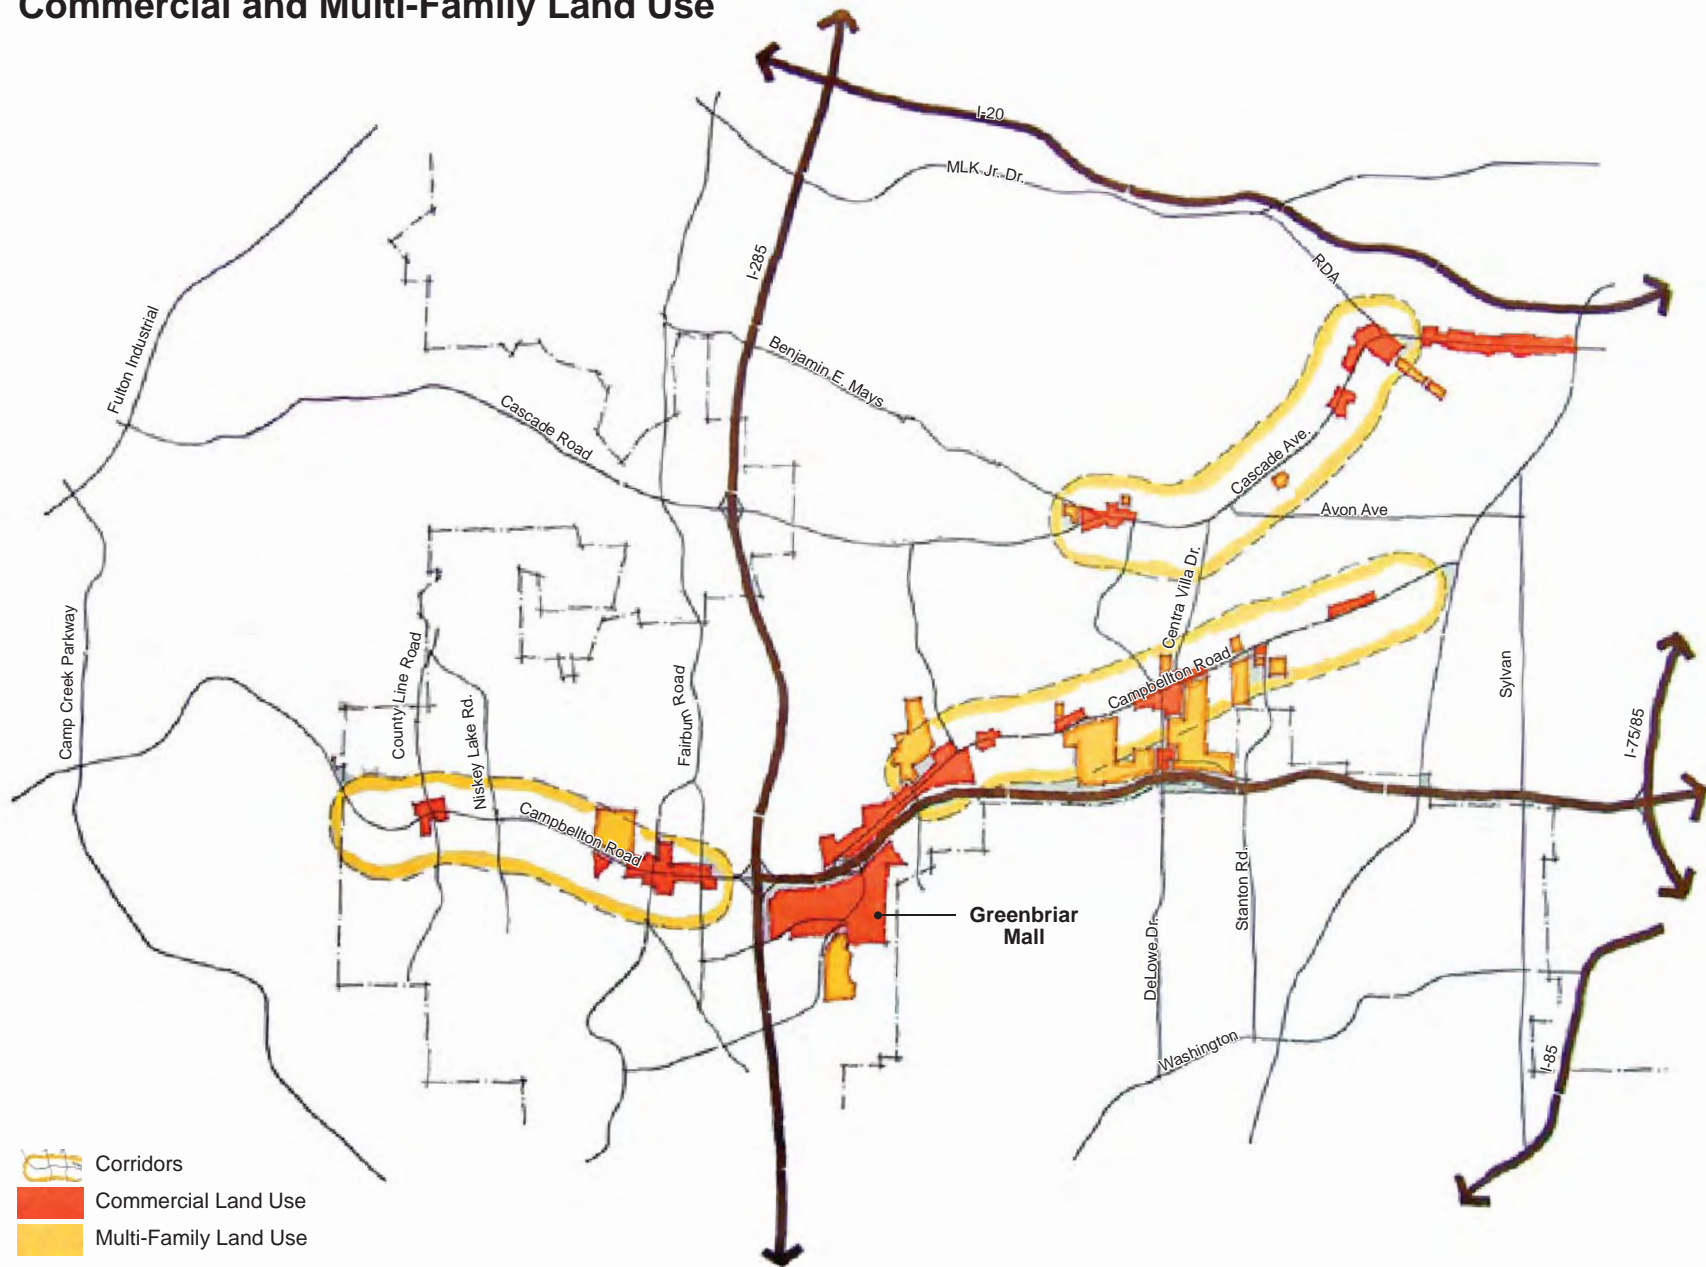 Commercial and Multi-Family Land Use
I-20
MLK Jr. Dr.
I-285
RDA
Fulton Industrial
Benjamin E. Mays
Cascade Road
Cascade Ave.
Avon Ave
Centra Villa Dr.
Camp Creek Parkway
County Line Road
Niskey Lake Rd.
Fairburn Road
Campbellton Road
Sylvan
I-75/85
Campbellton Road
Greenbriar
Mall
DeLowe Dr.
Stanton Rd.
Washington
I-85
Corridors
Commercial Land Use
Multi-Family Land Use